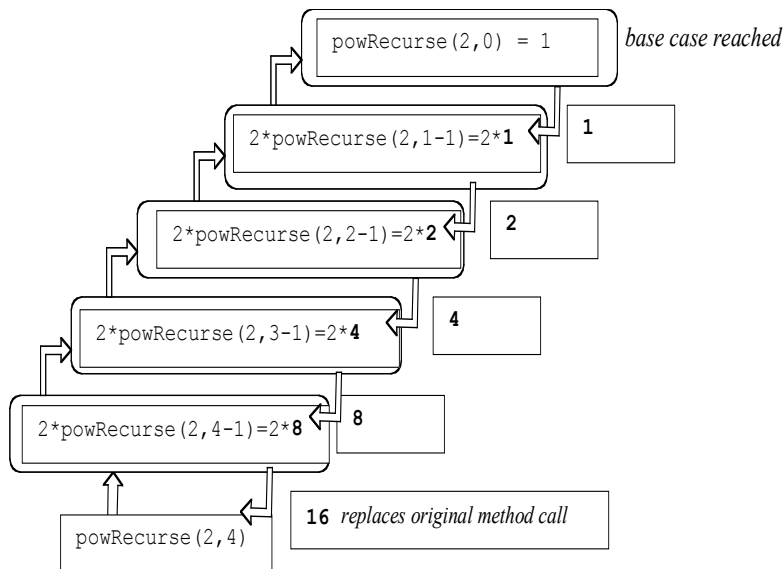 powRecurse(2,0) = 1
base case reached
2*powRecurse(2,1-1)=2*1
1
2*powRecurse(2,2-1)=2*2
2
2*powRecurse(2,3-1)=2*4
4
2*powRecurse(2,4-1)=2*8
8
16 replaces original method call
powRecurse(2,4)